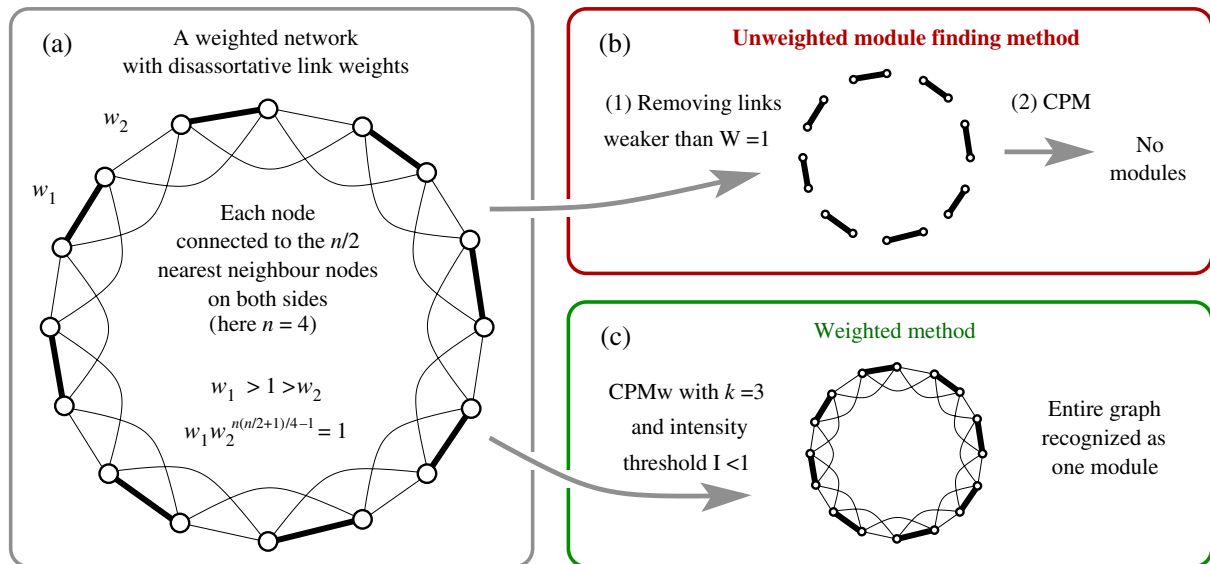 (a)
A weighted network
with disassortative link weights
w₂
w₁
Each node
connected to the n/2
nearest neighbour nodes
on both sides
(here n = 4)
w₁ > 1 > w₂
w₁w₂ⁿ⁽ⁿ/²⁺¹⁾/⁴⁻¹ = 1
(b)
Unweighted module finding method
(1) Removing links
weaker than W =1
(2) CPM
No
modules
(c)
Weighted method
CPMw with k =3
and intensity
threshold I <1
Entire graph
recognized as
one module